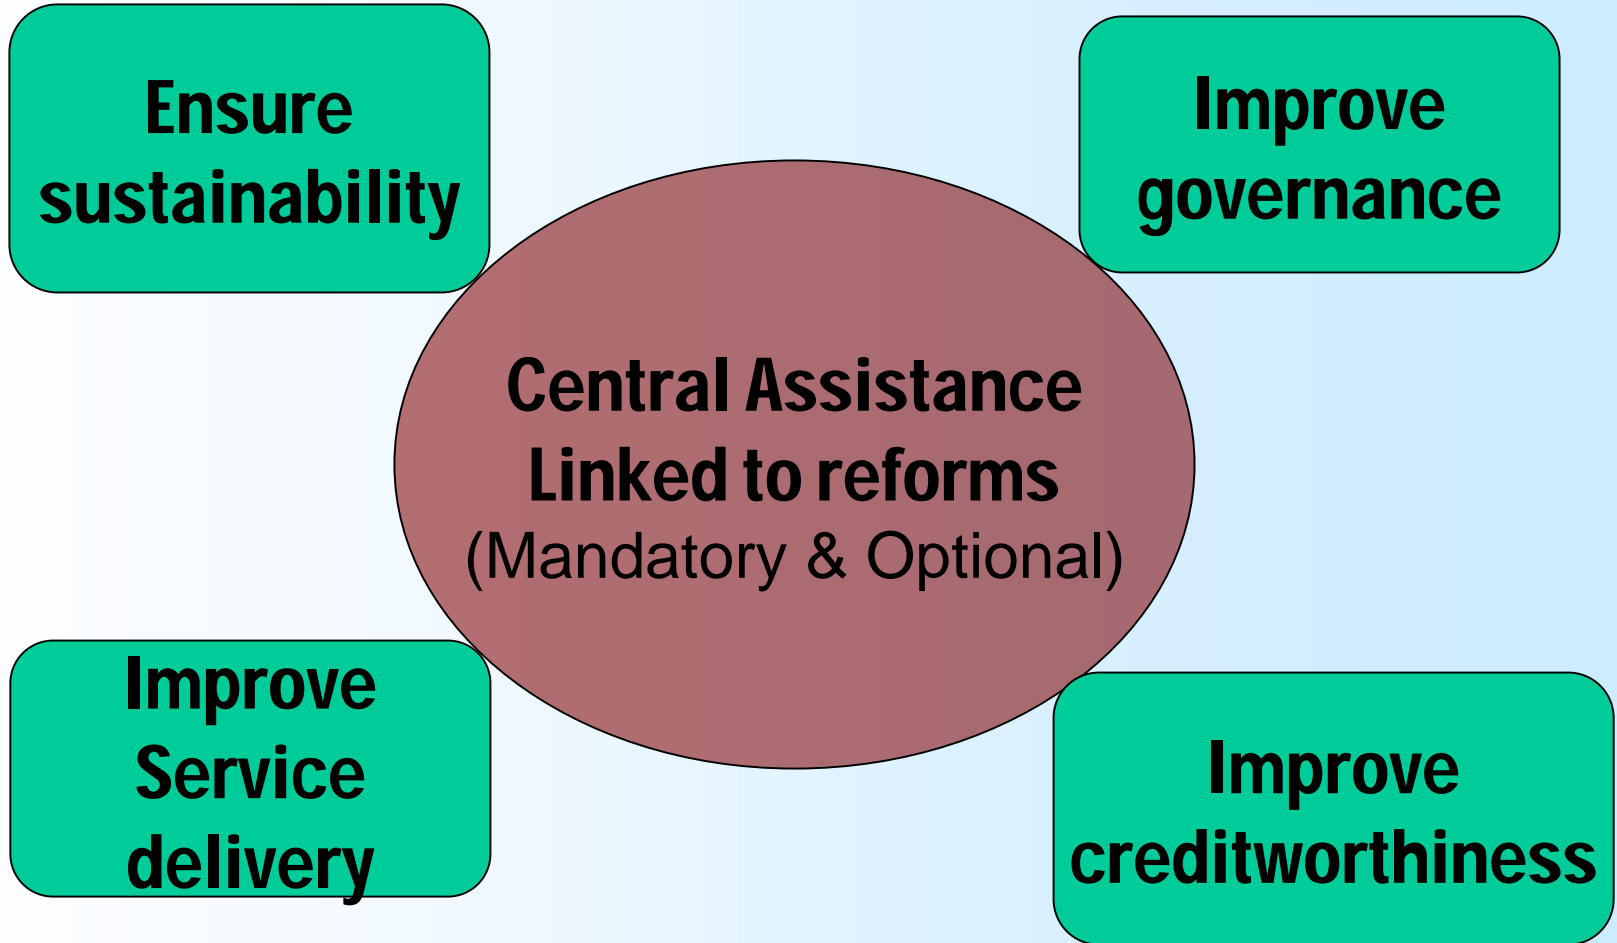 Ensure
sustainability
Improve
governance
Central Assistance
Linked to reforms
(Mandatory & Optional)
Improve
Service
delivery
Improve
creditworthiness